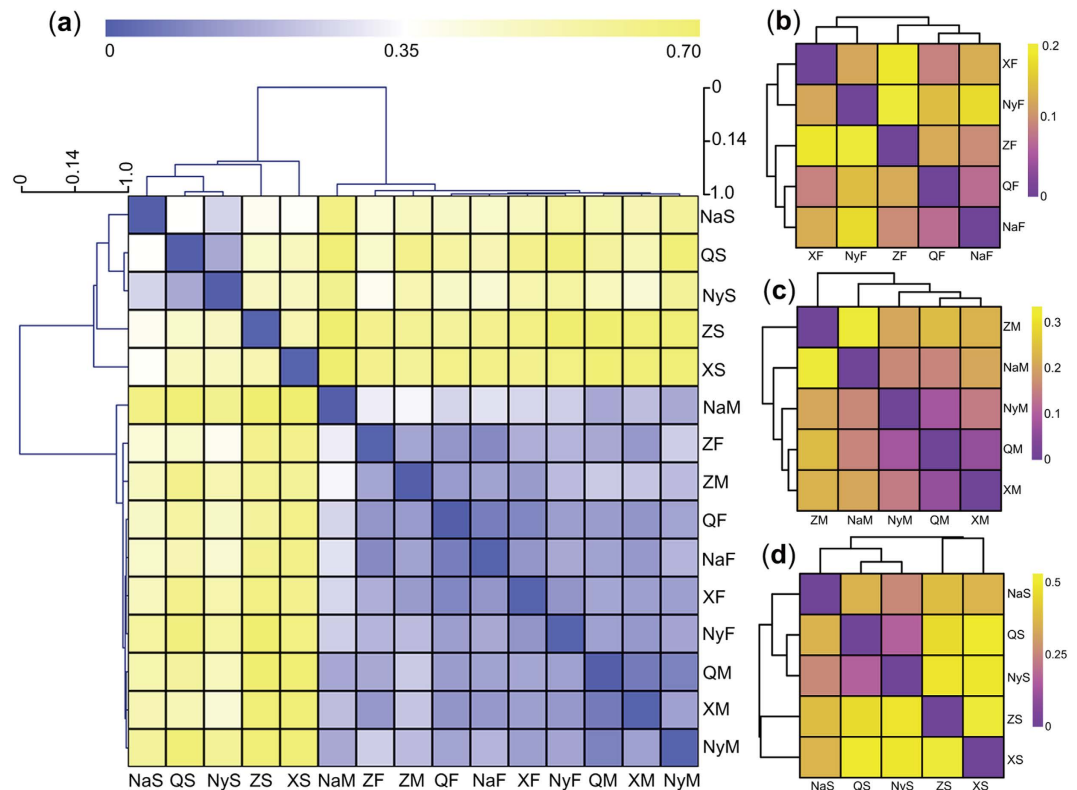 (a)
0 0.35 0.70
0
0.14
1.0
0 0.14 1.0
NaS
QS
NyS
ZS
XS
NaM
ZF
ZM
QF
NaF
XF
NyF
QM
XM
NyM
NaS QS NyS ZS XS NaM ZF ZM QF NaF XF NyF QM XM NyM
(b)
XF
NyF
ZF
QF
NaF
XF NyF ZF QF NaF
0.2
0.1
0
(c)
ZM
NaM
NyM
QM
XM
ZM NaM NyM QM XM
0.3
0.2
0.1
0
(d)
NaS
QS
NyS
ZS
XS
NaS QS NyS ZS XS
0.5
0.25
0